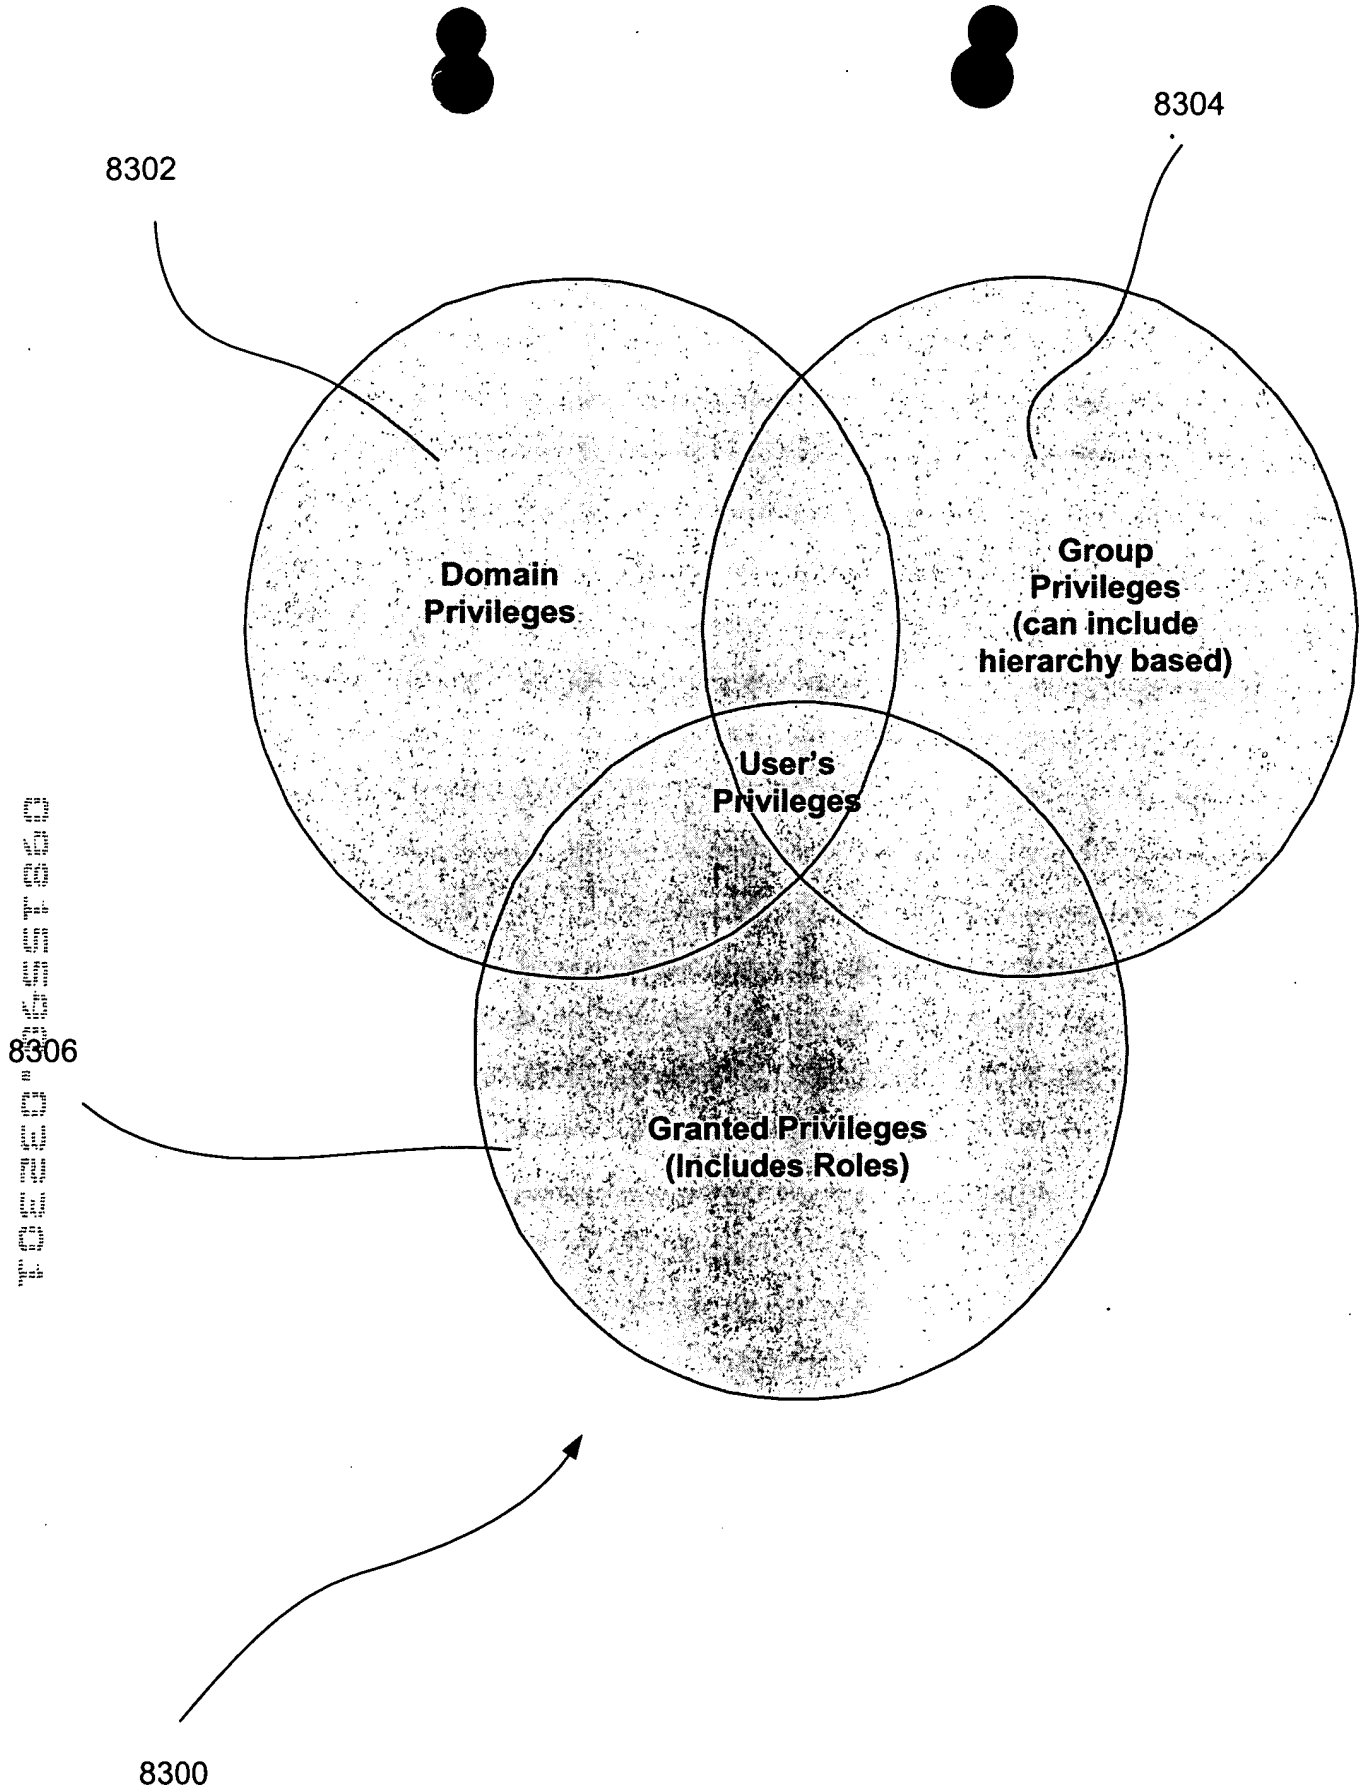 8304
8302
Domain
Privileges
Group
Privileges
(can include
hierarchy based)
User's
Privileges
8306
Granted Privileges
(Includes Roles)
8300